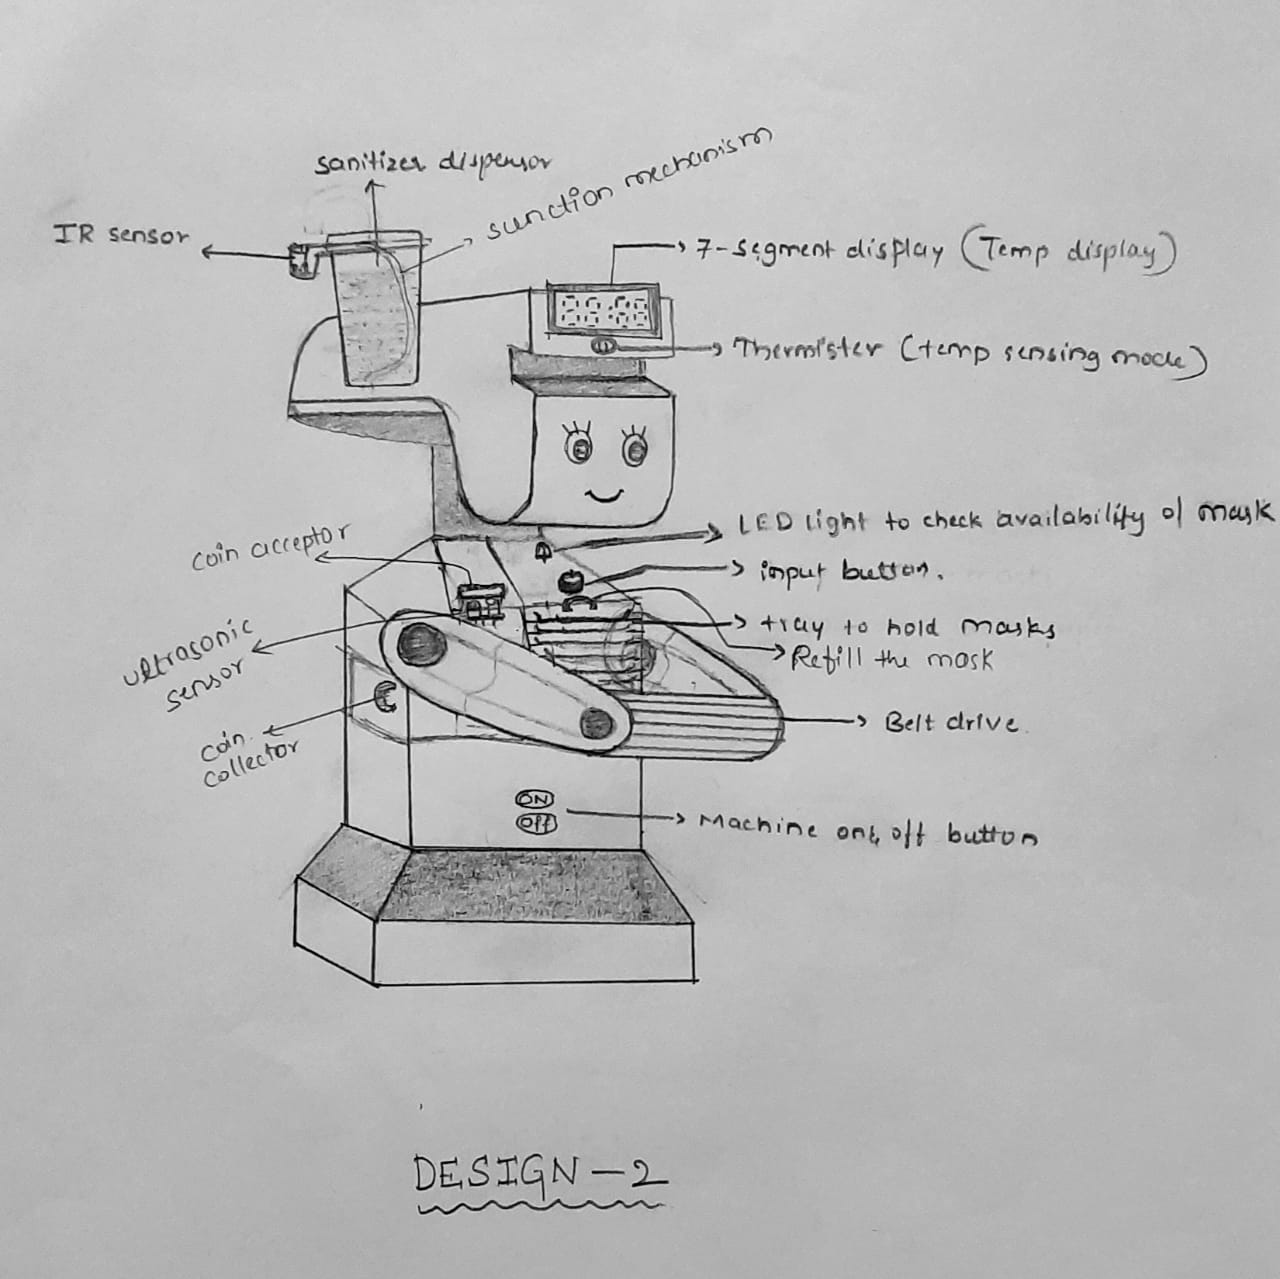 sanitizer dispensor
sunction mechanism
IR sensor
7-segment display (Temp display)
Thermister (temp sensing mode)
LED light to check availability of mask
coin acceptor
input button.
tray to hold masks
Refill the mask
ultrasonic
sensor
Belt drive.
coin
collector
ON
Off
Machine on & off button
DESIGN-2